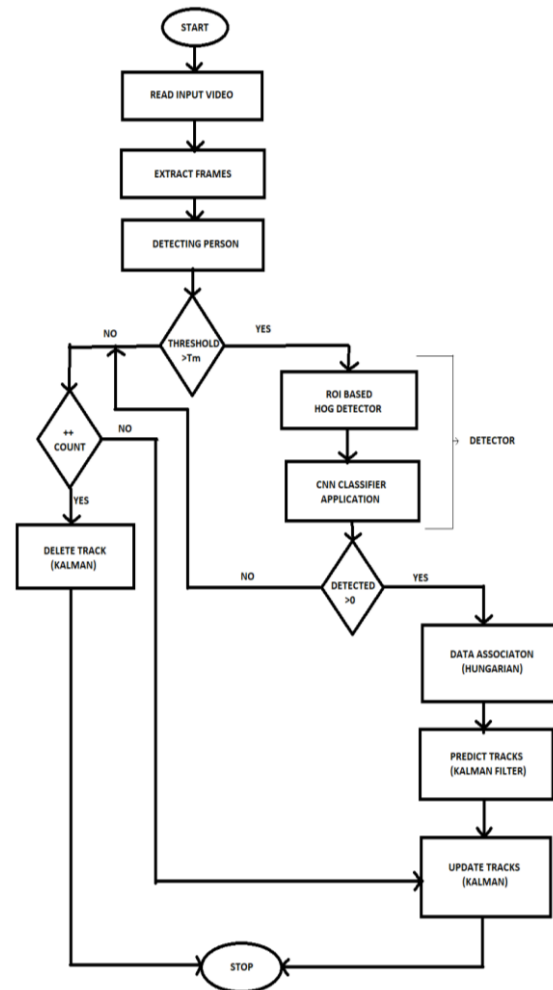 START
READ INPUT VIDEO
EXTRACT FRAMES
DETECTING PERSON
NO
THRESHOLD
>Tm
YES
ROI BASED
HOG DETECTOR
DETECTOR
++
COUNT
NO
CNN CLASSIFIER
APPLICATION
YES
DELETE TRACK
(KALMAN)
NO
DETECTED
>0
YES
DATA ASSOCIATON
(HUNGARIAN)
PREDICT TRACKS
(KALMAN FILTER)
UPDATE TRACKS
(KALMAN)
STOP